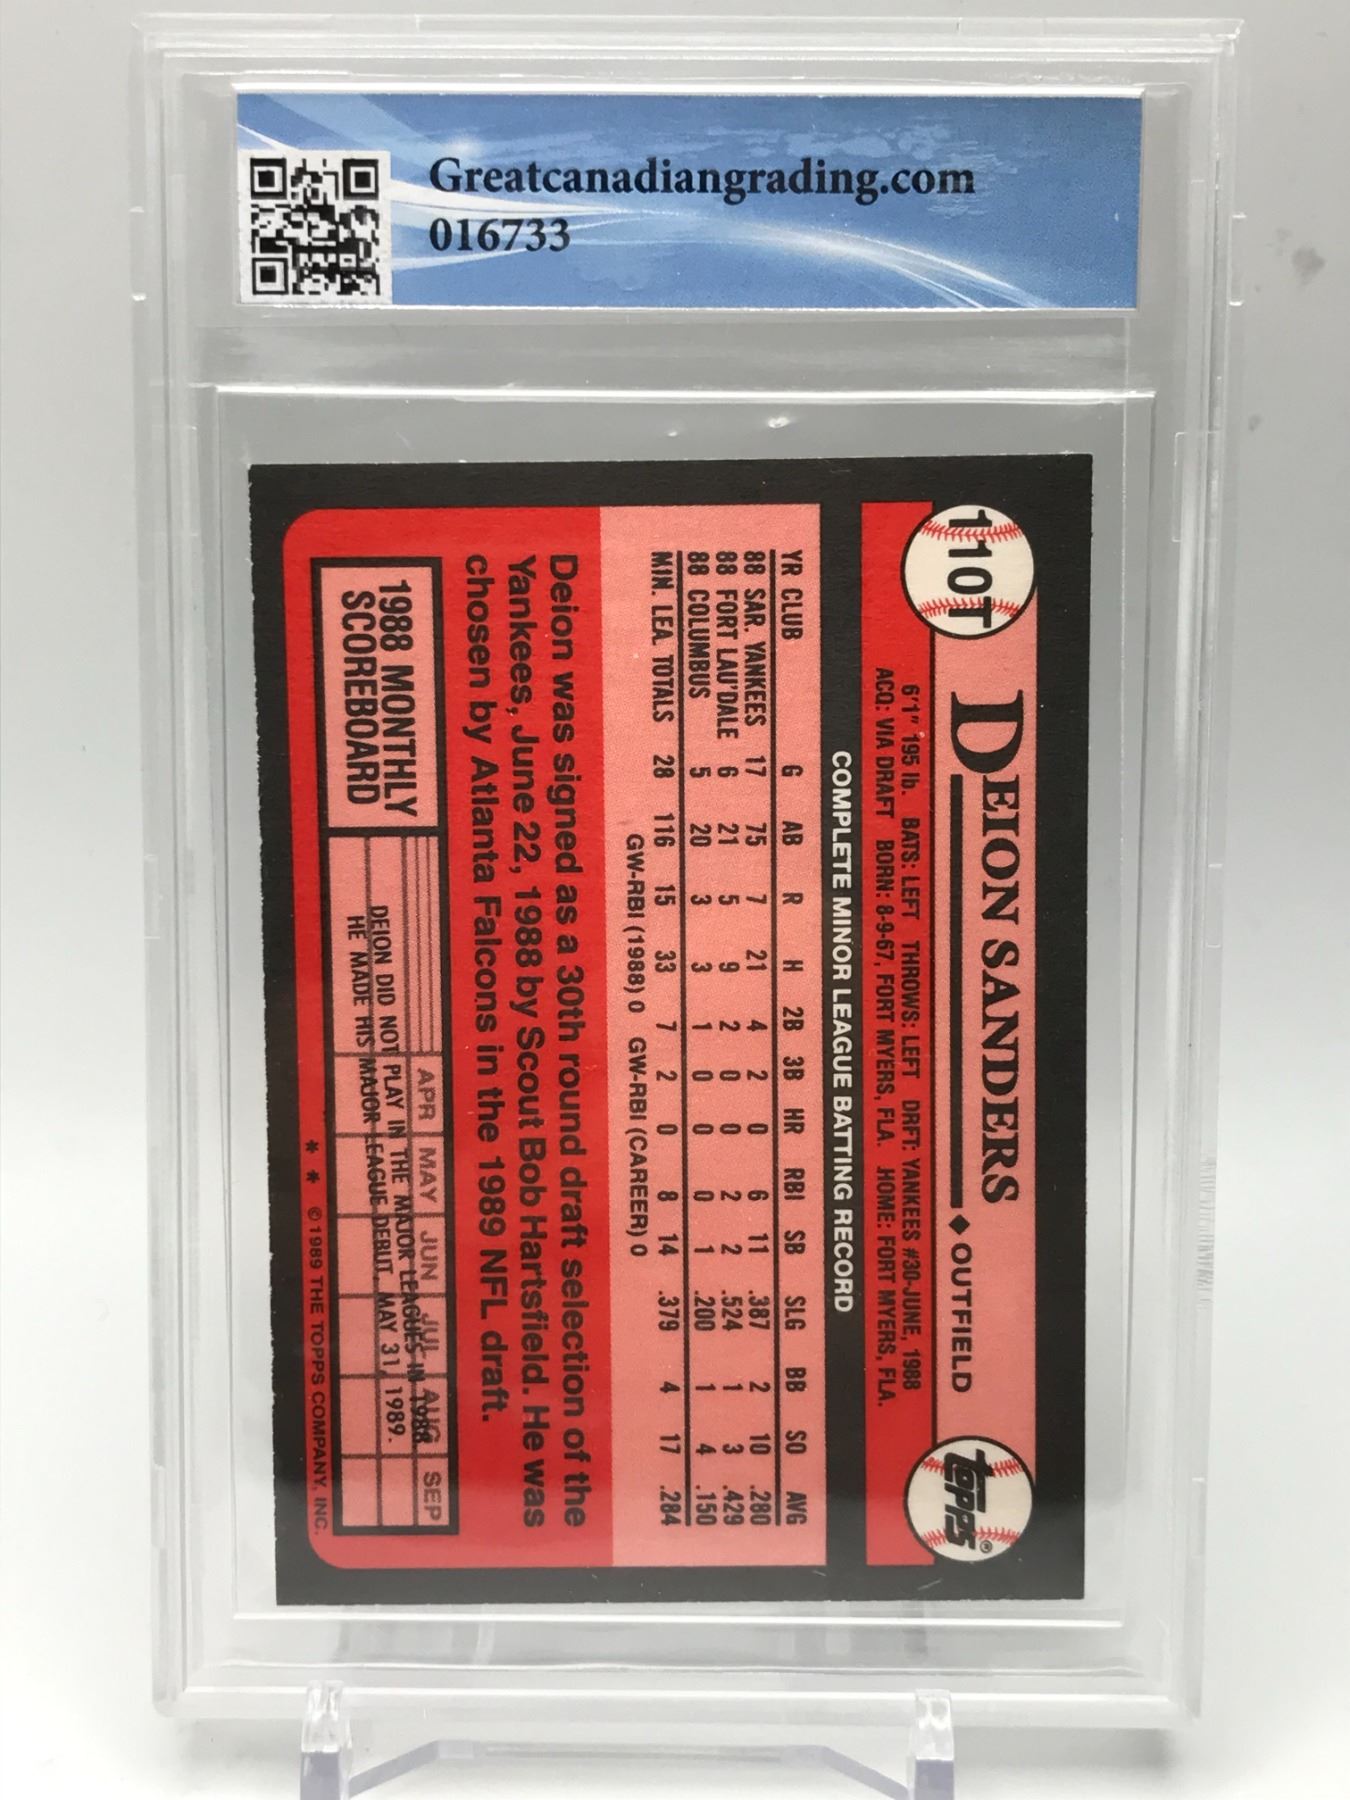 Greatcanadiangrading.com
016733
110T
DEION SANDERS ◆OUTFIELD
topps®
6'1" 195 lb. BATS: LEFT THROWS: LEFT DRFT: YANKEES #30-JUNE, 1988
ACQ: VIA DRAFT BORN: 8-9-67, FORT MYERS, FLA. HOME: FORT MYERS, FLA.
COMPLETE MINOR LEAGUE BATTING RECORD
YR CLUB G AB R H 2B 3B HR RBI SB SLG BB SO AVG
88 SAR. YANKEES 17 75 7 21 4 2 0 6 11 .387 2 10 .280
88 FORT LAU'DALE 6 21 5 9 2 0 0 2 2 .524 1 3 .429
88 COLUMBUS 5 20 3 3 1 0 0 0 1 .200 1 4 .150
MIN. LEA. TOTALS 28 116 15 33 7 2 0 8 14 .379 4 17 .284
GW-RBI (1988) 0 GW-RBI (CAREER) 0
Deion was signed as a 30th round draft selection of the
Yankees, June 22, 1988 by Scout Bob Hartsfield. He was
chosen by Atlanta Falcons in the 1989 NFL draft.
1988 MONTHLY
SCOREBOARD
APR MAY JUN JUL AUG SEP
DEION DID NOT PLAY IN THE MAJOR LEAGUES IN 1988
HE MADE HIS MAJOR LEAGUE DEBUT, MAY 31, 1989.
* * © 1989 THE TOPPS COMPANY, INC.